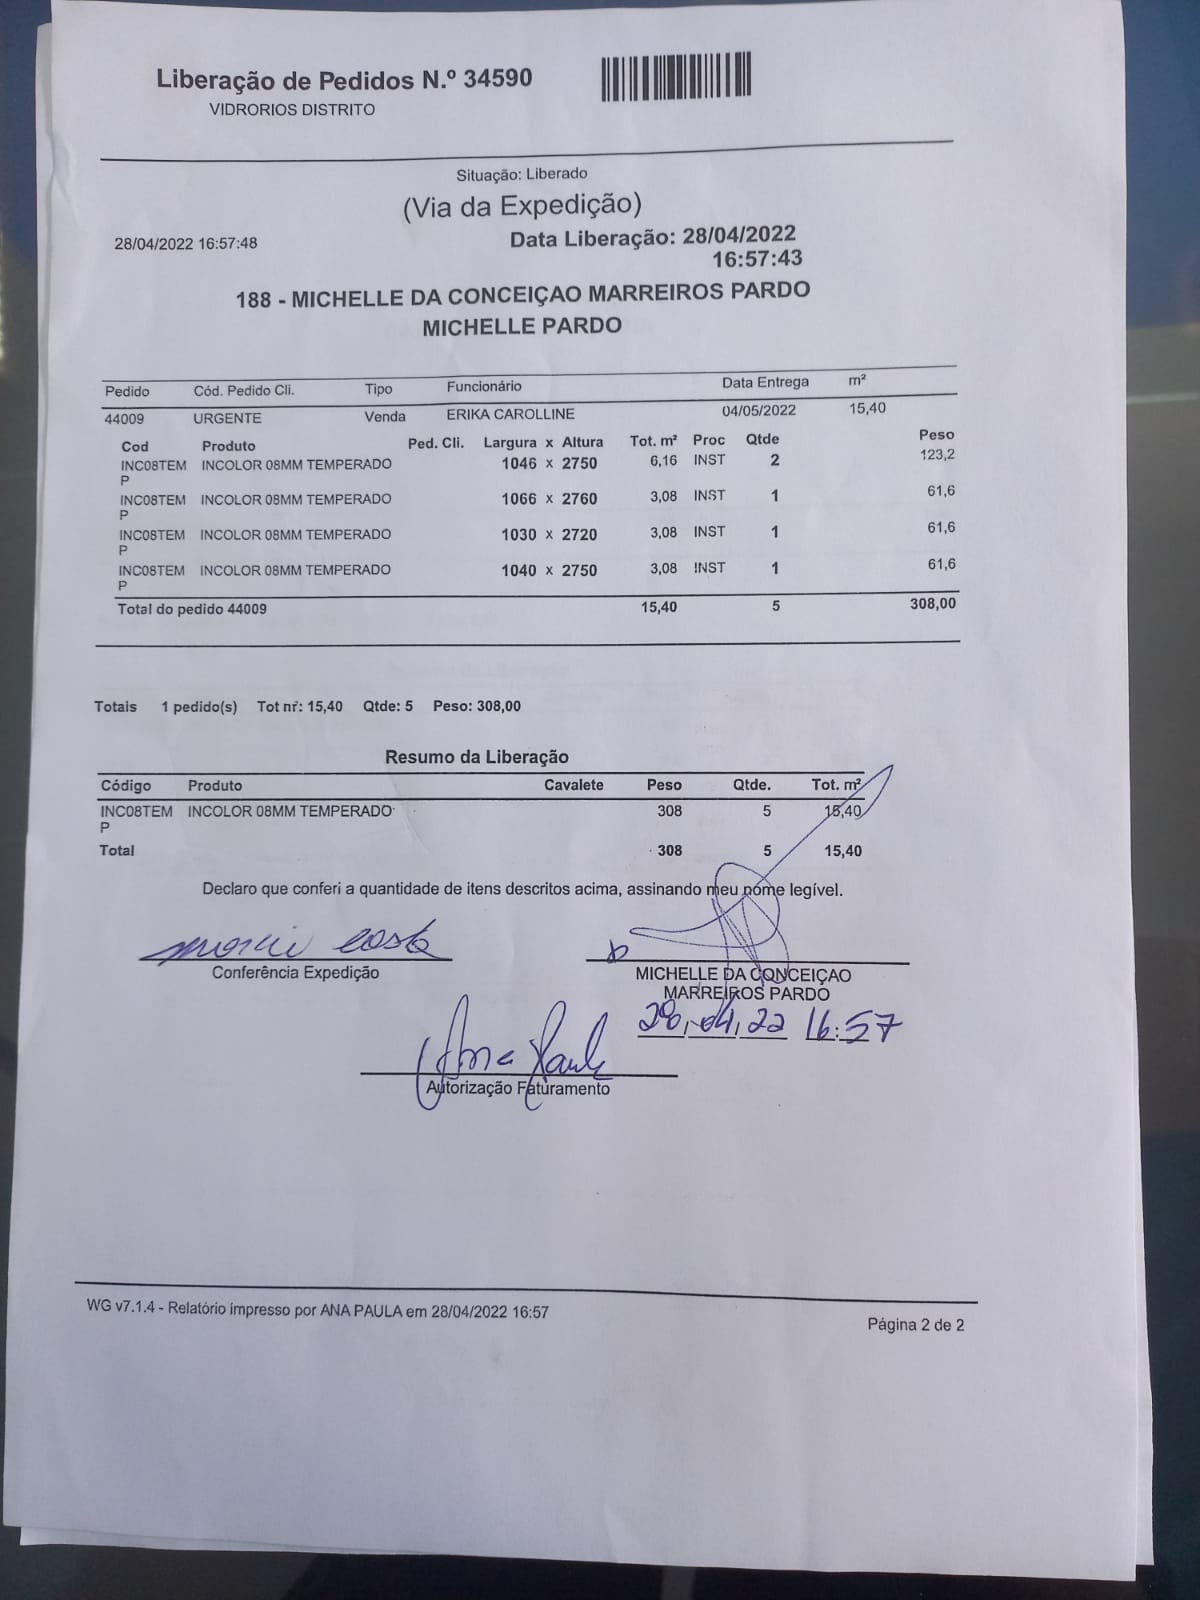 Liberação de Pedidos N.º 34590
VIDRORIOS DISTRITO
Situação: Liberado
(Via da Expedição)
28/04/2022 16:57:48 Data Liberação: 28/04/2022
16:57:43
188 - MICHELLE DA CONCEIÇAO MARREIROS PARDO
MICHELLE PARDO
Pedido Cód. Pedido Cli. Tipo Funcionário Data Entrega m²
44009 URGENTE Venda ERIKA CAROLLINE 04/05/2022 15,40
Cod Produto Ped. Cli. Largura x Altura Tot. m² Proc Qtde Peso
INC08TEM INCOLOR 08MM TEMPERADO 1046 x 2750 6,16 INST 2 123,2
P
INC08TEM INCOLOR 08MM TEMPERADO 1066 x 2760 3,08 INST 1 61,6
P
INC08TEM INCOLOR 08MM TEMPERADO 1030 x 2720 3,08 INST 1 61,6
P
INC08TEM INCOLOR 08MM TEMPERADO 1040 x 2750 3,08 INST 1 61,6
P
Total do pedido 44009 15,40 5 308,00
Totais 1 pedido(s) Tot m²: 15,40 Qtde: 5 Peso: 308,00
Resumo da Liberação
Código Produto Cavalete Peso Qtde. Tot. m²
INC08TEM INCOLOR 08MM TEMPERADO 308 5 15,40
P
Total 308 5 15,40
Declaro que conferi a quantidade de itens descritos acima, assinando meu nome legível.
costa
Conferência Expedição
MICHELLE DA CONCEIÇAO
MARREIROS PARDO
28,04,22 16:57
Ana Paula
Autorização Faturamento
WG v7.1.4 - Relatório impresso por ANA PAULA em 28/04/2022 16:57
Página 2 de 2